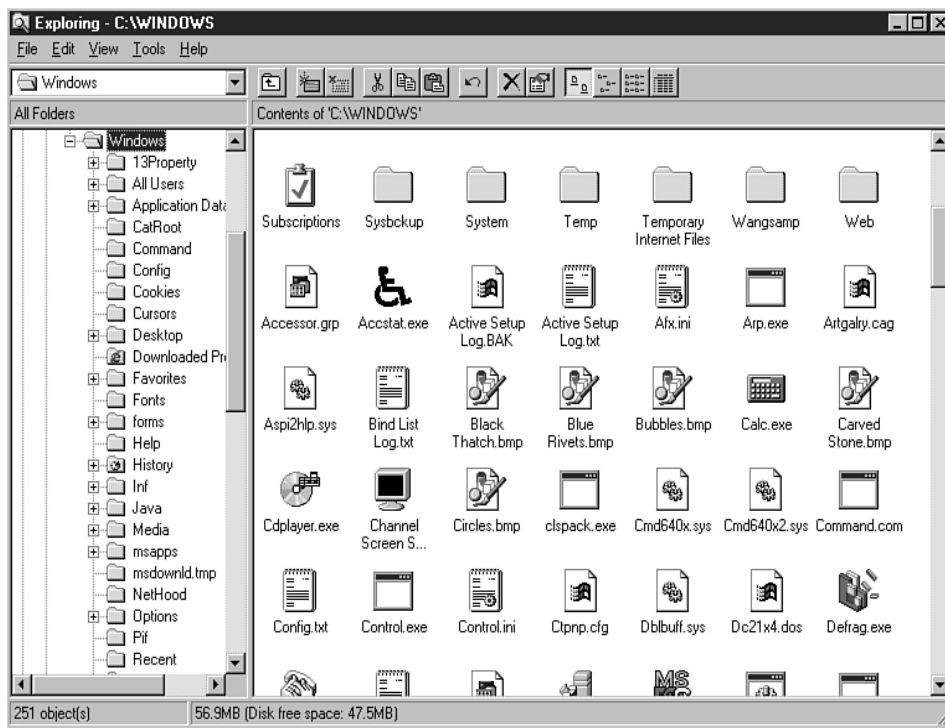 Exploring - C:\WINDOWS
File Edit View Tools Help
Windows
All Folders
Contents of 'C:\WINDOWS'
Windows
13Property
All Users
Application Data
CatRoot
Command
Config
Cookies
Cursors
Desktop
Downloaded Pr
Favorites
Fonts
forms
Help
History
Inf
Java
Media
msapps
msdownld.tmp
NetHood
Options
Pif
Recent
Subscriptions Sysbckup System Temp Temporary Internet Files Wangsamp Web
Accessor.grp Accstat.exe Active Setup Log.BAK Active Setup Log.txt Afx.ini Arp.exe Artgalry.cag
Aspi2hlp.sys Bind List Log.txt Black Thatch.bmp Blue Rivets.bmp Bubbles.bmp Calc.exe Carved Stone.bmp
Cdplayer.exe Channel Screen S... Circles.bmp clspack.exe Cmd640x.sys Cmd640x2.sys Command.com
Config.txt Control.exe Control.ini Ctpnp.cfg Dblbuff.sys Dc21x4.dos Defrag.exe
MS
251 object(s)
56.9MB (Disk free space: 47.5MB)